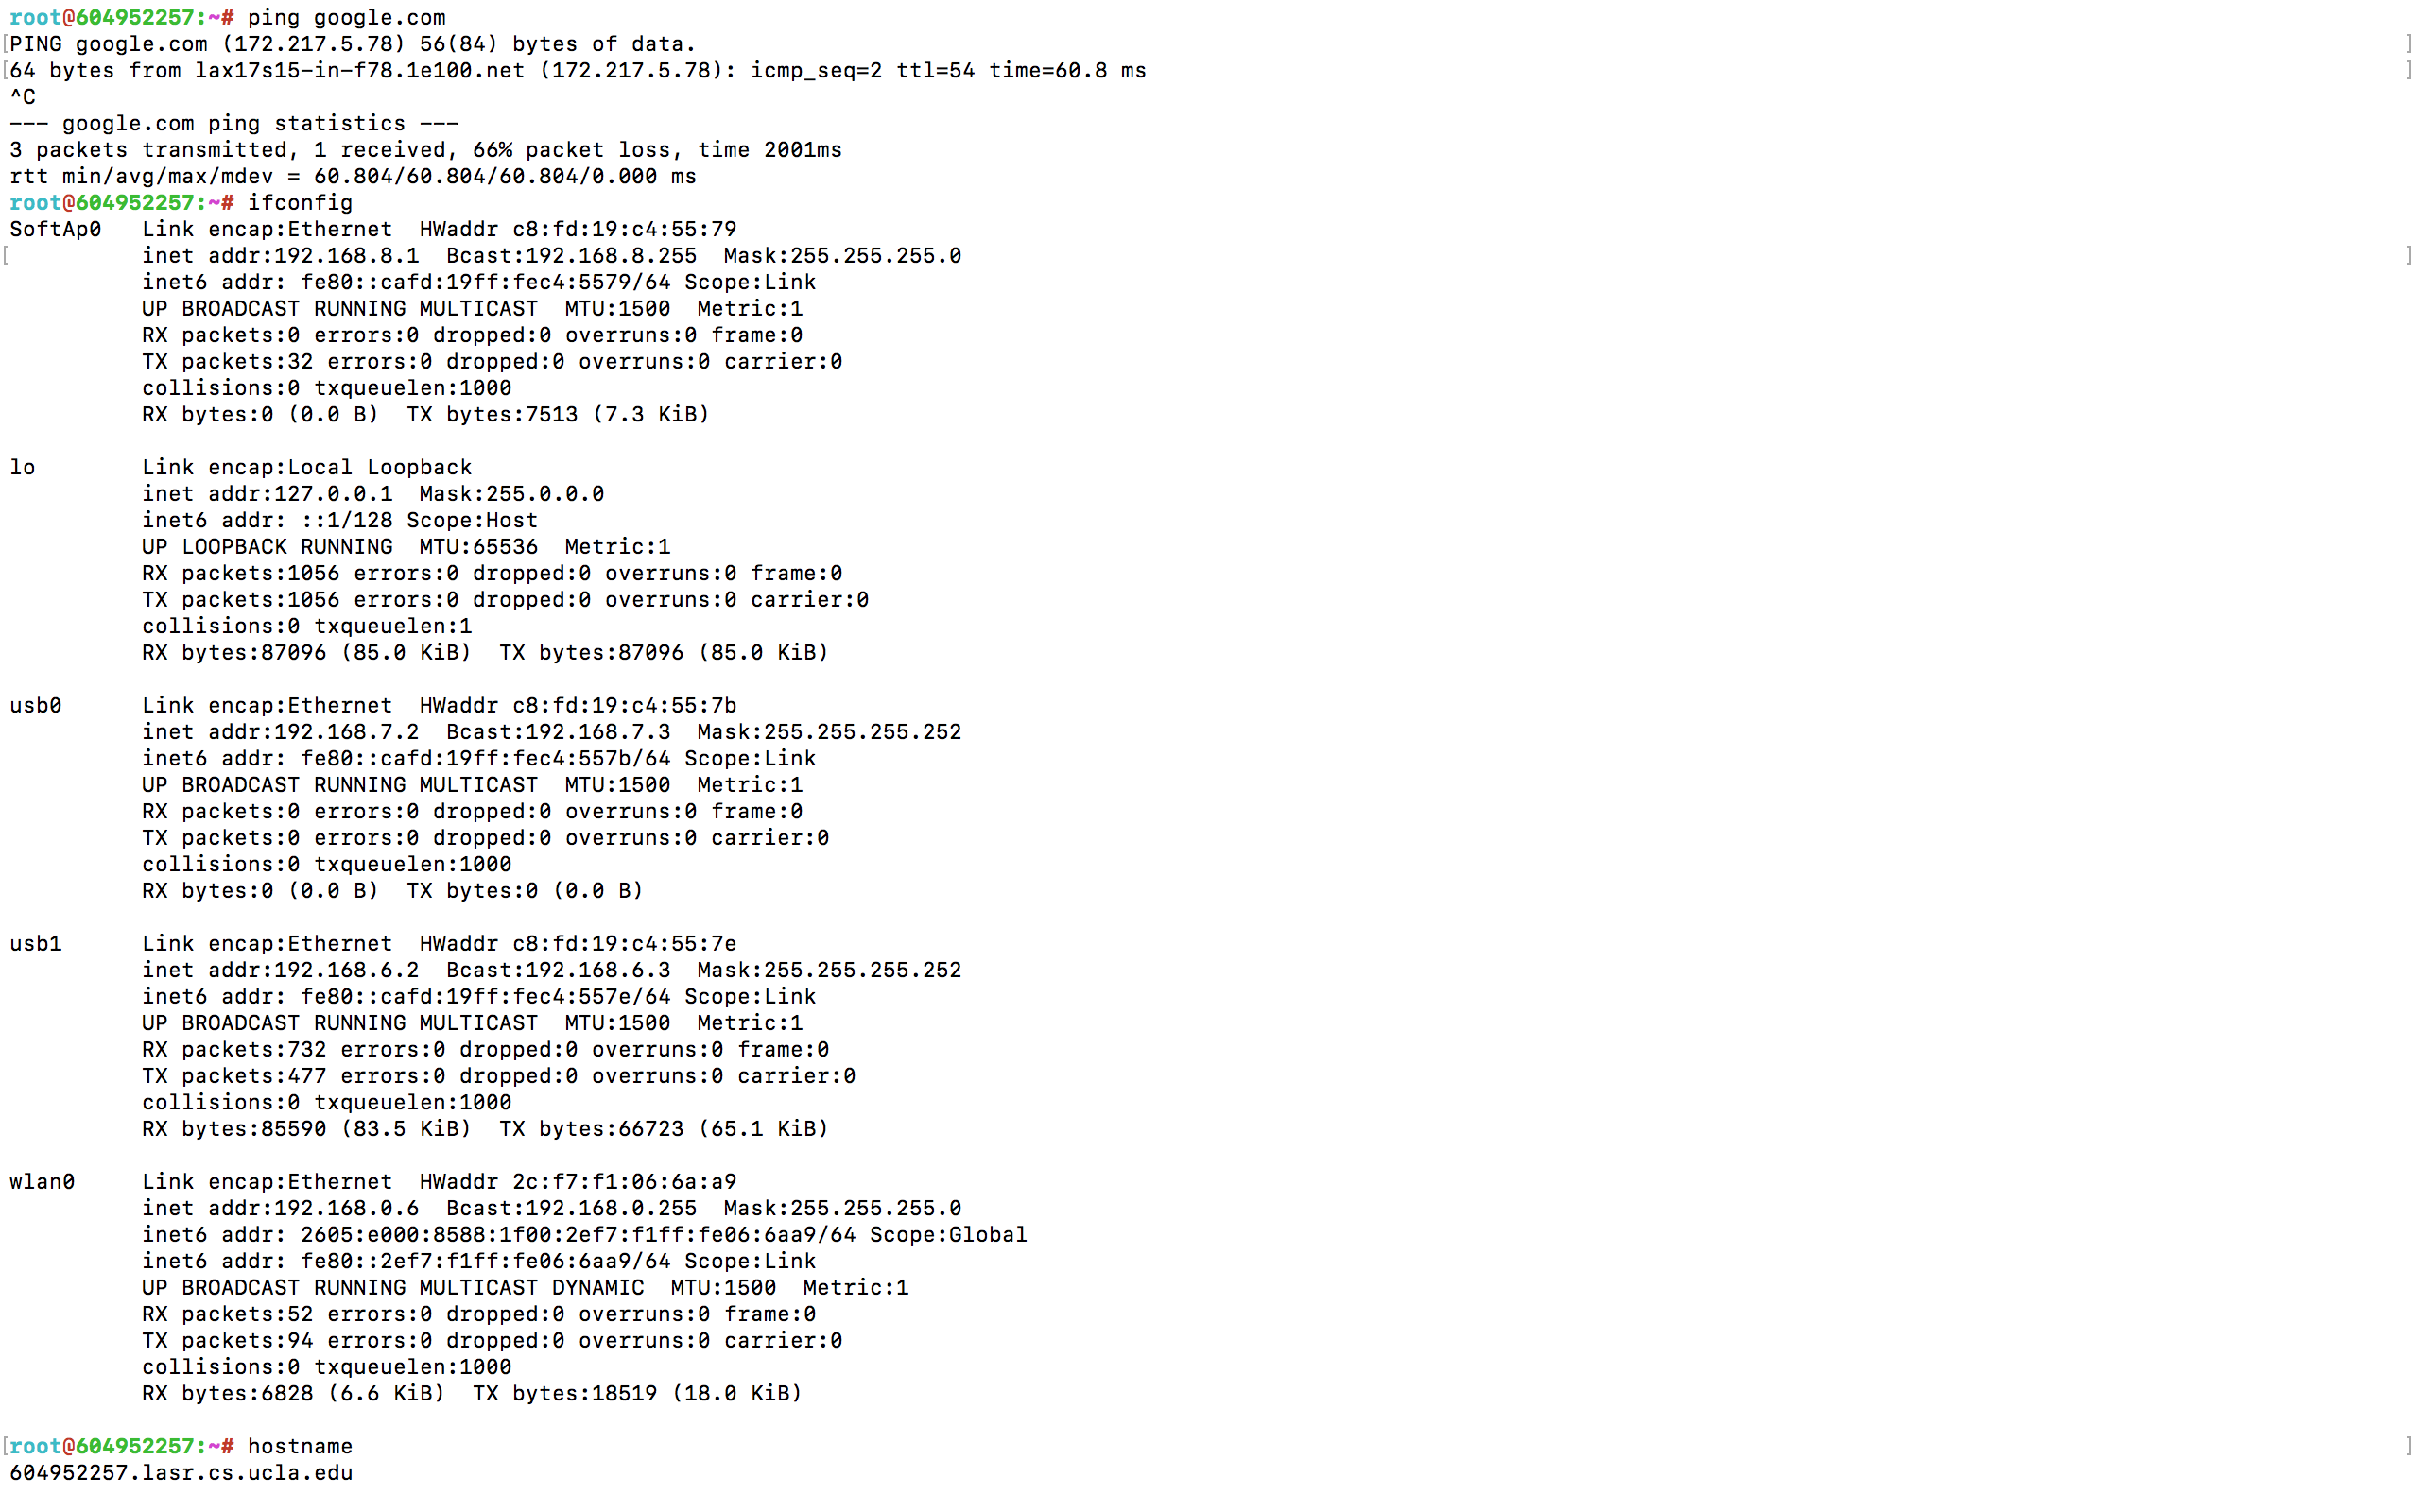 root@604952257:~# ping google.com
[PING google.com (172.217.5.78) 56(84) bytes of data. ]
[64 bytes from lax17s15-in-f78.1e100.net (172.217.5.78): icmp_seq=2 ttl=54 time=60.8 ms ]
^C
--- google.com ping statistics ---
3 packets transmitted, 1 received, 66% packet loss, time 2001ms
rtt min/avg/max/mdev = 60.804/60.804/60.804/0.000 ms
root@604952257:~# ifconfig
SoftAp0   Link encap:Ethernet  HWaddr c8:fd:19:c4:55:79
[         inet addr:192.168.8.1  Bcast:192.168.8.255  Mask:255.255.255.0 ]
          inet6 addr: fe80::cafd:19ff:fec4:5579/64 Scope:Link
          UP BROADCAST RUNNING MULTICAST  MTU:1500  Metric:1
          RX packets:0 errors:0 dropped:0 overruns:0 frame:0
          TX packets:32 errors:0 dropped:0 overruns:0 carrier:0
          collisions:0 txqueuelen:1000
          RX bytes:0 (0.0 B)  TX bytes:7513 (7.3 KiB)

lo        Link encap:Local Loopback
          inet addr:127.0.0.1  Mask:255.0.0.0
          inet6 addr: ::1/128 Scope:Host
          UP LOOPBACK RUNNING  MTU:65536  Metric:1
          RX packets:1056 errors:0 dropped:0 overruns:0 frame:0
          TX packets:1056 errors:0 dropped:0 overruns:0 carrier:0
          collisions:0 txqueuelen:1
          RX bytes:87096 (85.0 KiB)  TX bytes:87096 (85.0 KiB)

usb0      Link encap:Ethernet  HWaddr c8:fd:19:c4:55:7b
          inet addr:192.168.7.2  Bcast:192.168.7.3  Mask:255.255.255.252
          inet6 addr: fe80::cafd:19ff:fec4:557b/64 Scope:Link
          UP BROADCAST RUNNING MULTICAST  MTU:1500  Metric:1
          RX packets:0 errors:0 dropped:0 overruns:0 frame:0
          TX packets:0 errors:0 dropped:0 overruns:0 carrier:0
          collisions:0 txqueuelen:1000
          RX bytes:0 (0.0 B)  TX bytes:0 (0.0 B)

usb1      Link encap:Ethernet  HWaddr c8:fd:19:c4:55:7e
          inet addr:192.168.6.2  Bcast:192.168.6.3  Mask:255.255.255.252
          inet6 addr: fe80::cafd:19ff:fec4:557e/64 Scope:Link
          UP BROADCAST RUNNING MULTICAST  MTU:1500  Metric:1
          RX packets:732 errors:0 dropped:0 overruns:0 frame:0
          TX packets:477 errors:0 dropped:0 overruns:0 carrier:0
          collisions:0 txqueuelen:1000
          RX bytes:85590 (83.5 KiB)  TX bytes:66723 (65.1 KiB)

wlan0     Link encap:Ethernet  HWaddr 2c:f7:f1:06:6a:a9
          inet addr:192.168.0.6  Bcast:192.168.0.255  Mask:255.255.255.0
          inet6 addr: 2605:e000:8588:1f00:2ef7:f1ff:fe06:6aa9/64 Scope:Global
          inet6 addr: fe80::2ef7:f1ff:fe06:6aa9/64 Scope:Link
          UP BROADCAST RUNNING MULTICAST DYNAMIC  MTU:1500  Metric:1
          RX packets:52 errors:0 dropped:0 overruns:0 frame:0
          TX packets:94 errors:0 dropped:0 overruns:0 carrier:0
          collisions:0 txqueuelen:1000
          RX bytes:6828 (6.6 KiB)  TX bytes:18519 (18.0 KiB)

[root@604952257:~# hostname ]
604952257.lasr.cs.ucla.edu